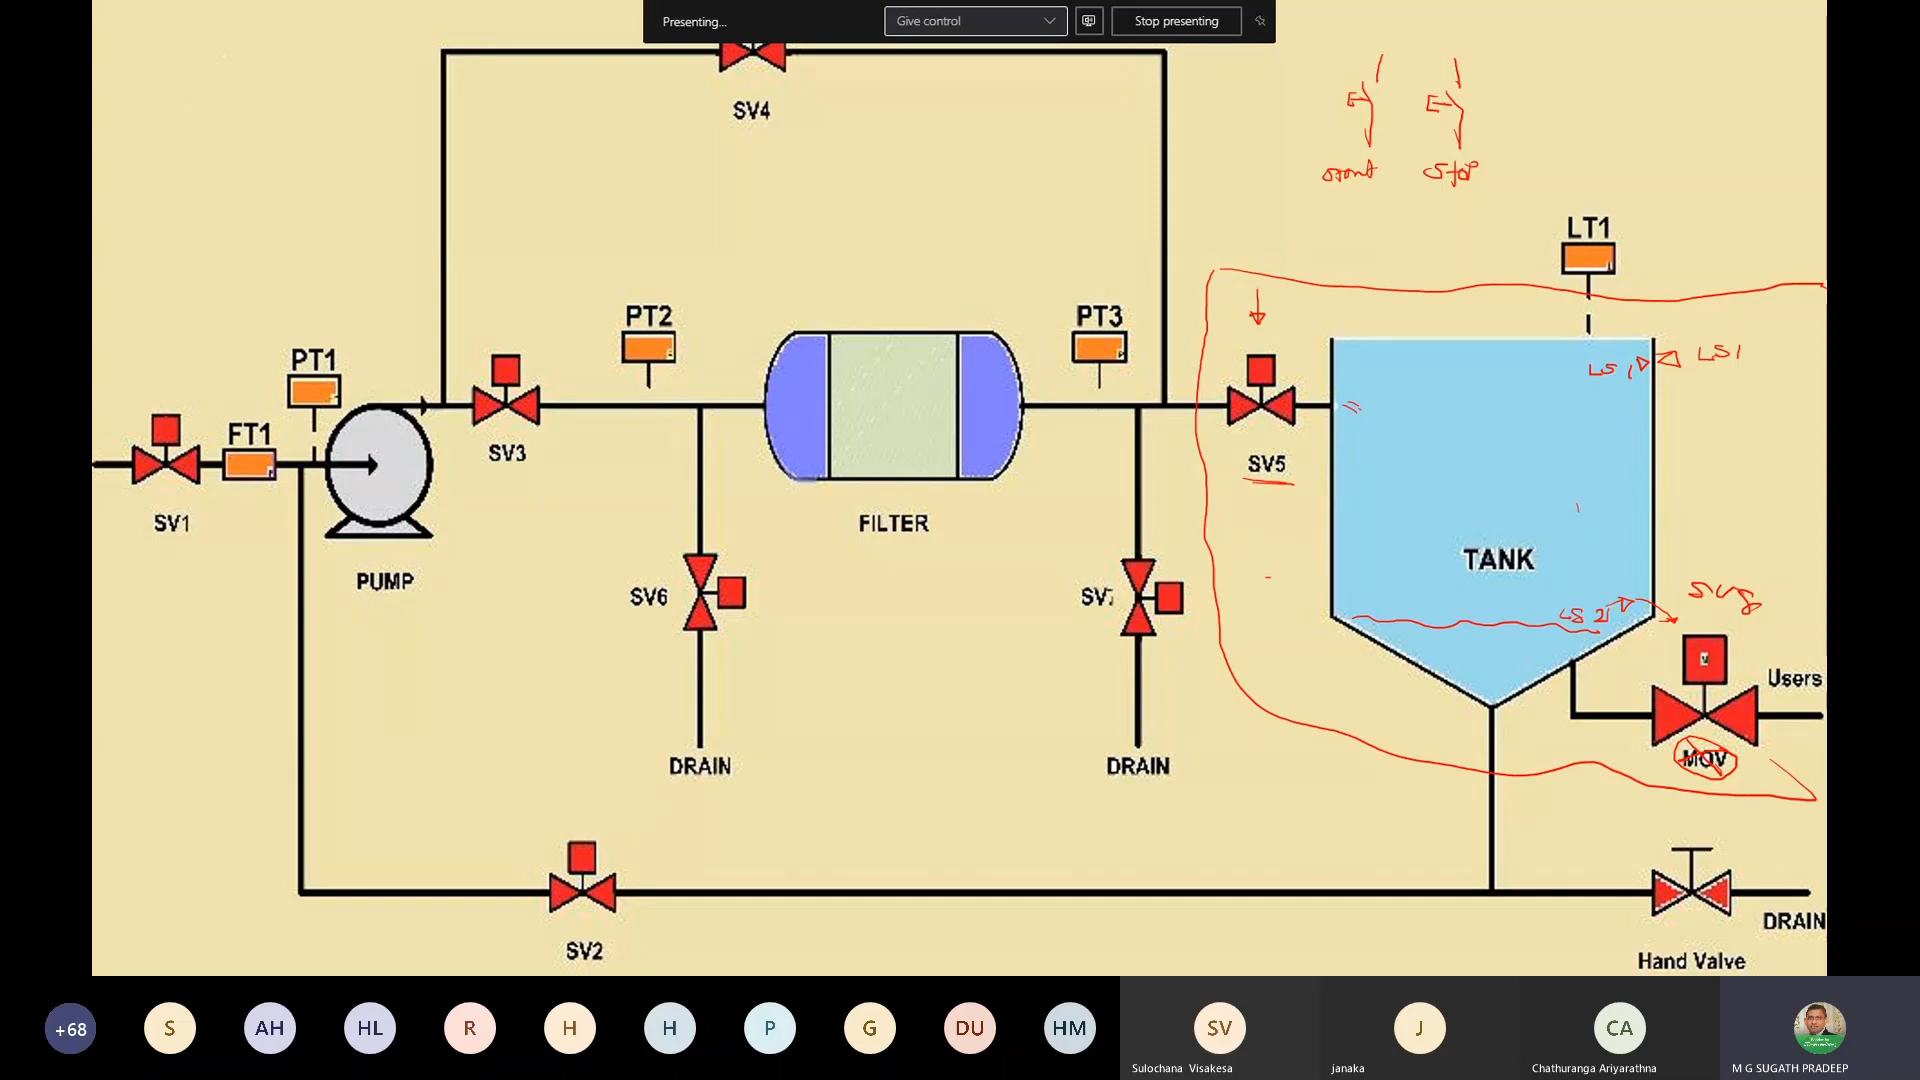 Presenting...
Give control
Stop presenting
SV4
Start
Stop
LT1
PT2
PT3
PT1
LS1
LS1
FT1
SV3
SV5
SV1
FILTER
TANK
PUMP
SV6
SV7
SV8
LS2
Users
MOV
DRAIN
DRAIN
SV2
DRAIN
Hand Valve
+68
S
AH
HL
R
H
H
P
G
DU
HM
SV
J
CA
Sulochana Visakesa
janaka
Chathuranga Ariyarathna
M G SUGATH PRADEEP